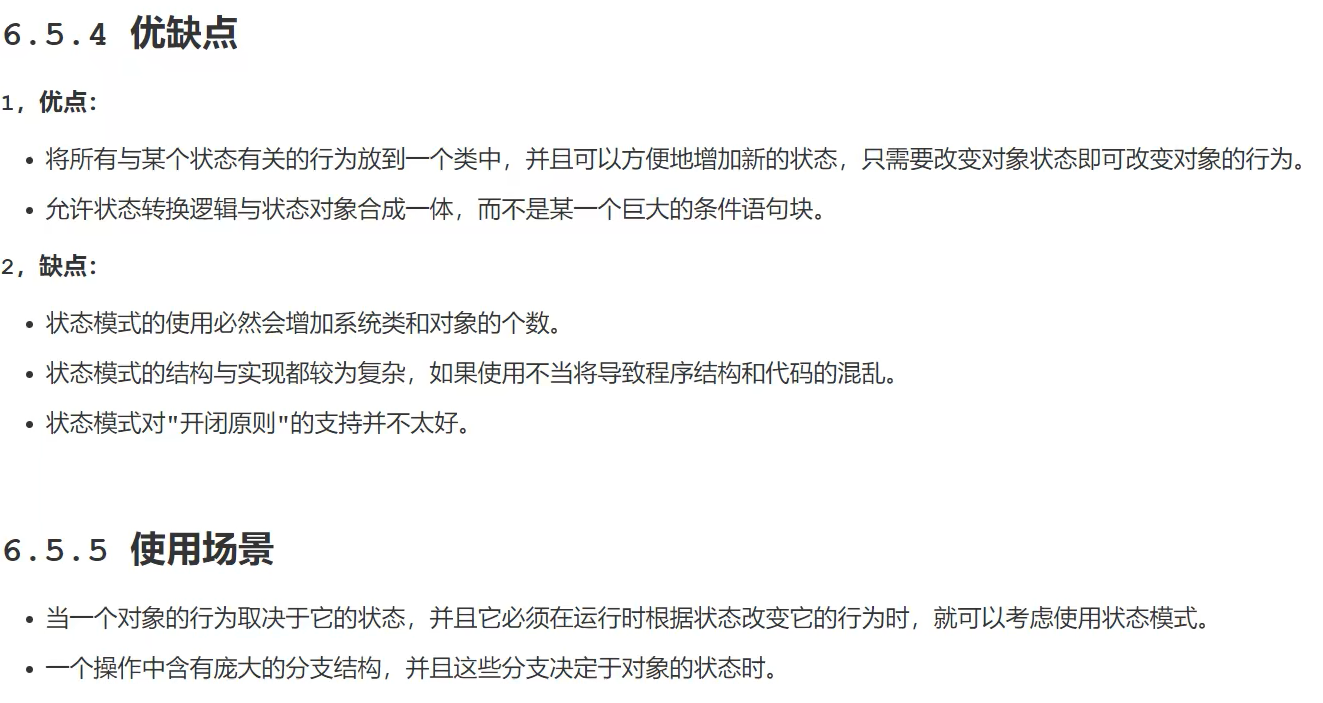 6.5.4 优缺点
1，优点：
• 将所有与某个状态有关的行为放到一个类中，并且可以方便地增加新的状态，只需要改变对象状态即可改变对象的行为。
• 允许状态转换逻辑与状态对象合成一体，而不是某一个巨大的条件语句块。
2，缺点：
• 状态模式的使用必然会增加系统类和对象的个数。
• 状态模式的结构与实现都较为复杂，如果使用不当将导致程序结构和代码的混乱。
• 状态模式对"开闭原则"的支持并不太好。
6.5.5 使用场景
• 当一个对象的行为取决于它的状态，并且它必须在运行时根据状态改变它的行为时，就可以考虑使用状态模式。
• 一个操作中含有庞大的分支结构，并且这些分支决定于对象的状态时。